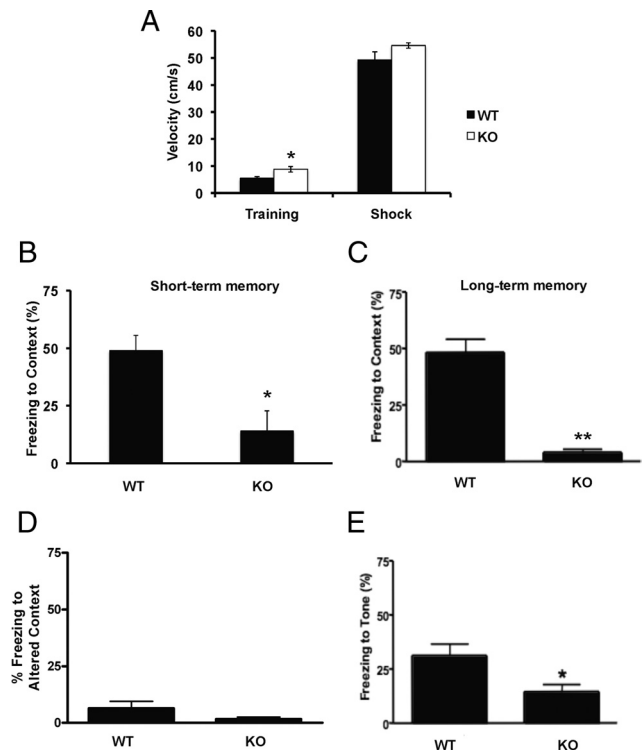 A
60
50
40
30
20
10
0
Velocity (cm/s)
*
Training
Shock
WT
KO
B
Short-term memory
75
50
25
0
Freezing to Context (%)
*
WT
KO
C
Long-term memory
75
50
25
0
Freezing to Context (%)
**
WT
KO
D
75
50
25
0
% Freezing to
Altered Context
WT
KO
E
75
50
25
0
Freezing to Tone (%)
*
WT
KO